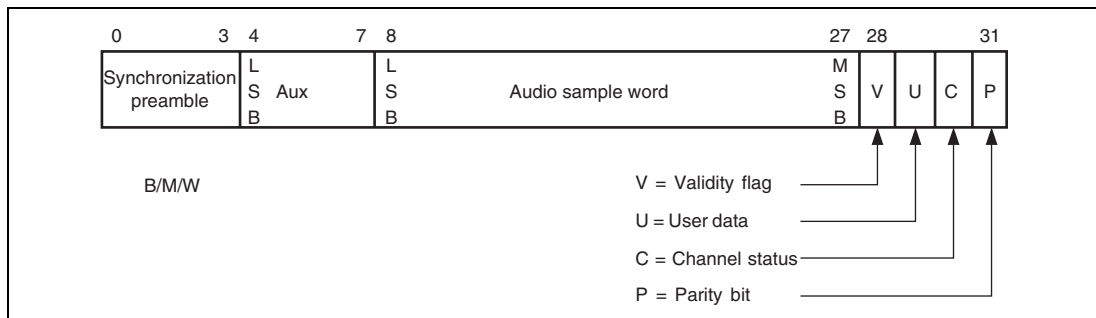 0 3 4 7 8 27 28 31
Synchronization
preamble
L
S
B
Aux
L
S
B
Audio sample word
M
S
B
V U C P
B/M/W
V = Validity flag
U = User data
C = Channel status
P = Parity bit